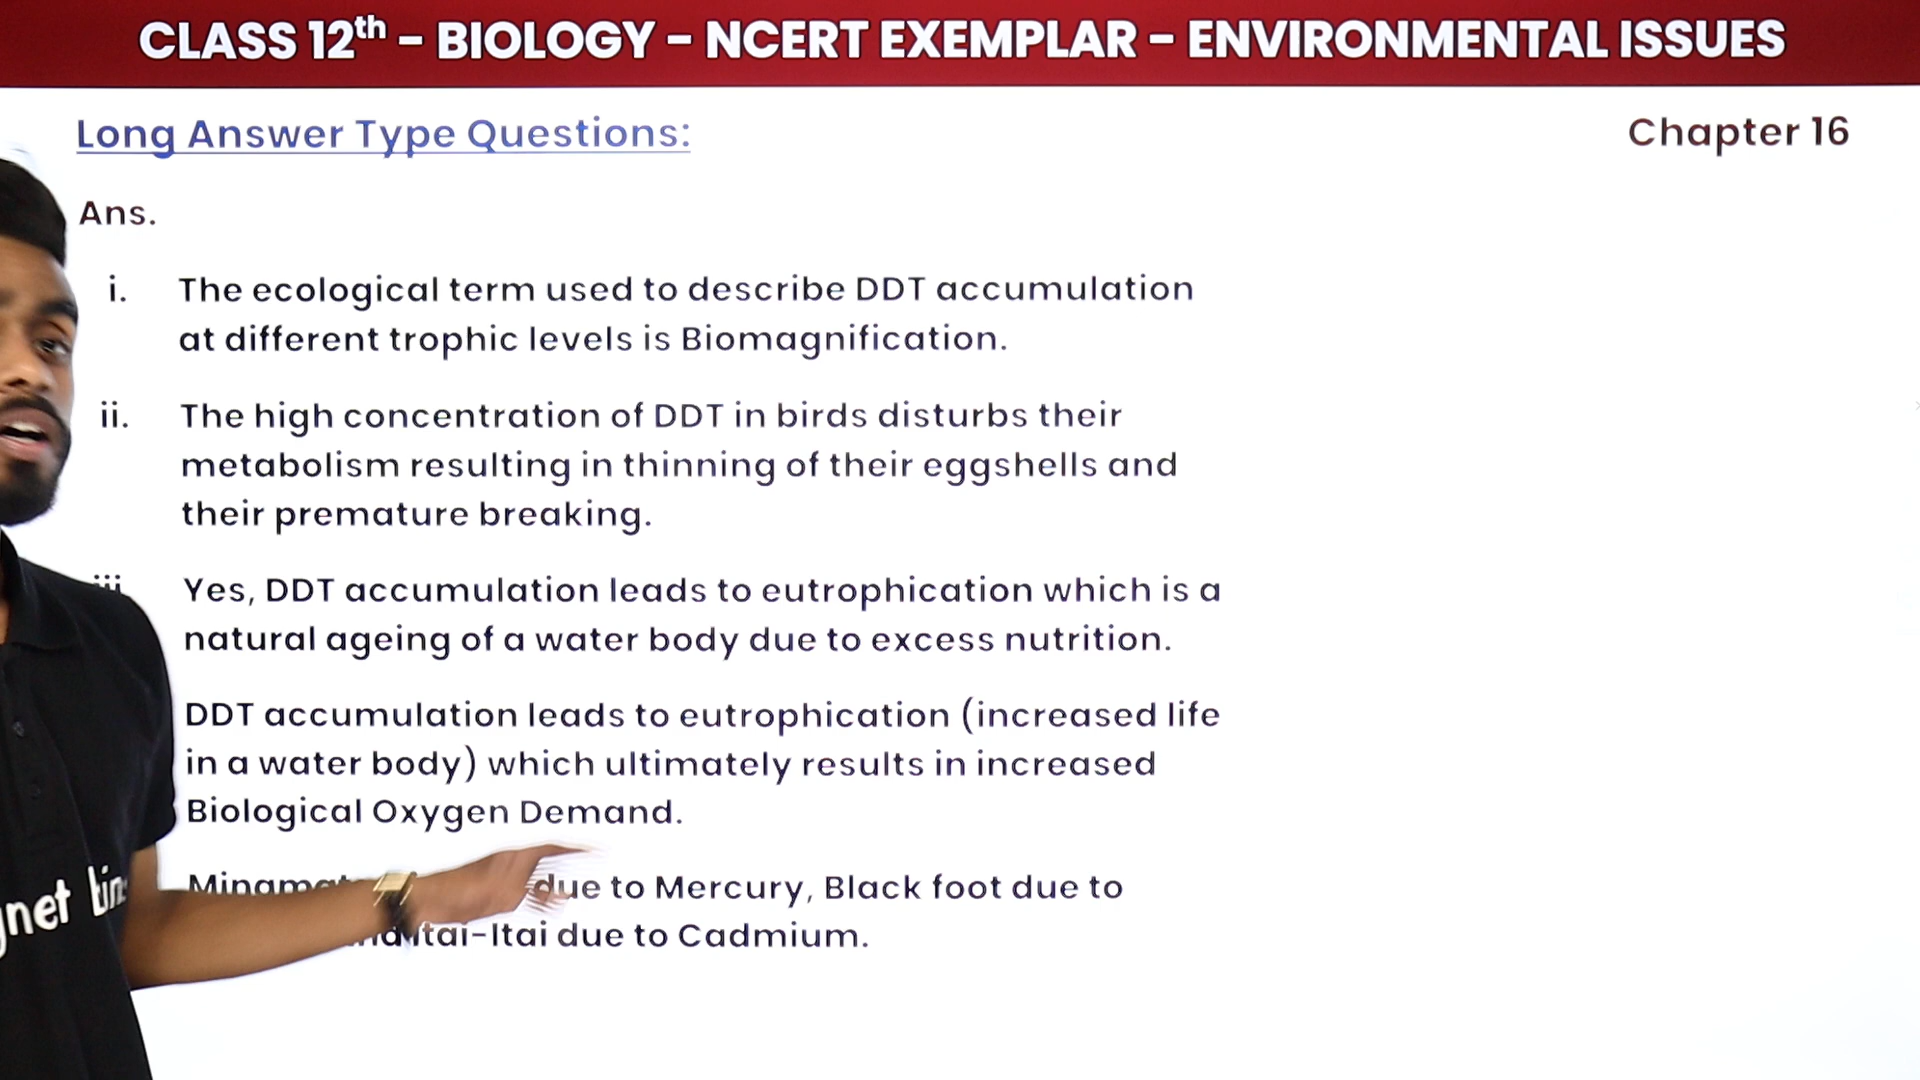 CLASS 12th – BIOLOGY – NCERT EXEMPLAR – ENVIRONMENTAL ISSUES
Long Answer Type Questions:
Chapter 16
Ans.
i. The ecological term used to describe DDT accumulation
at different trophic levels is Biomagnification.
ii. The high concentration of DDT in birds disturbs their
metabolism resulting in thinning of their eggshells and
their premature breaking.
iii Yes, DDT accumulation leads to eutrophication which is a
natural ageing of a water body due to excess nutrition.
DDT accumulation leads to eutrophication (increased life
in a water body) which ultimately results in increased
Biological Oxygen Demand.
due to Mercury, Black foot due to
Itai-Itai due to Cadmium.